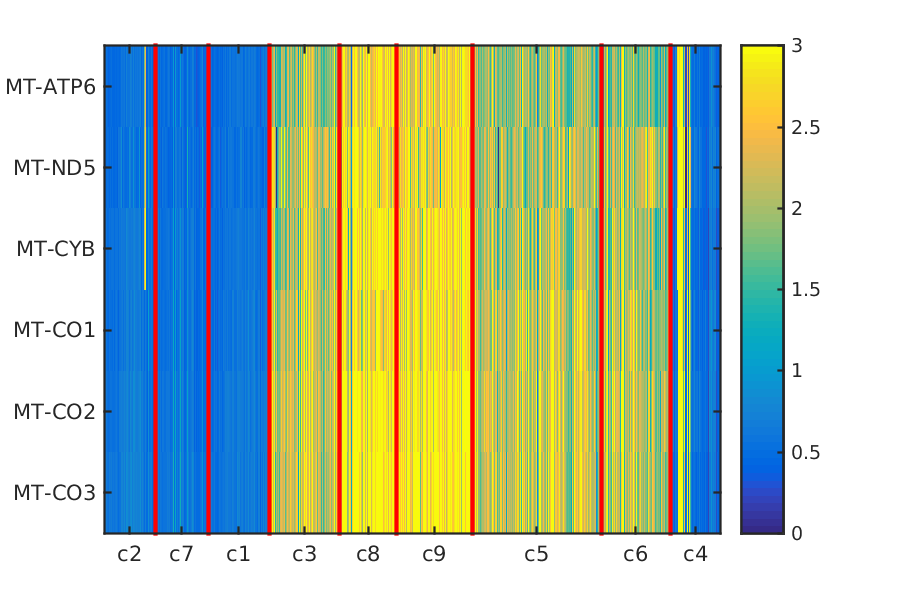 MT-ATP6
MT-ND5
MT-CYB
MT-CO1
MT-CO2
MT-CO3
c2 c7 c1 c3 c8 c9 c5 c6 c4
3
2.5
2
1.5
1
0.5
0